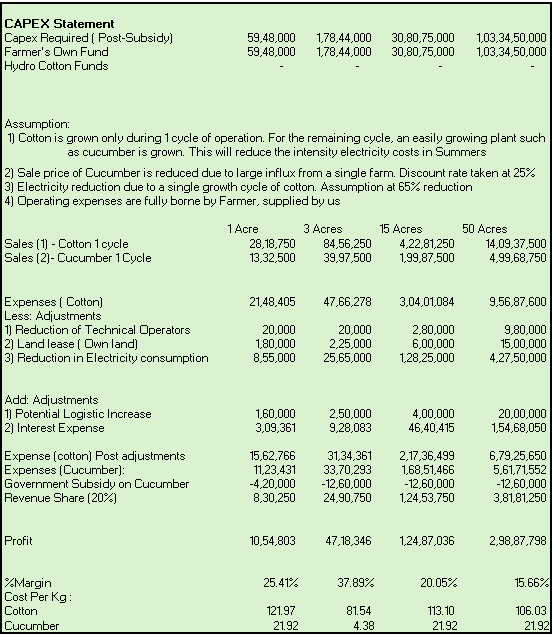 CAPEX Statement
Capex Required ( Post-Subsidy) 59,48,000 1,78,44,000 30,80,75,000 1,03,34,50,000
Farmer's Own Fund 59,48,000 1,78,44,000 30,80,75,000 1,03,34,50,000
Hydro Cotton Funds - - - -
Assumption:
1) Cotton is grown only during 1 cycle of operation. For the remaining cycle, an easily growing plant such
as cucumber is grown. This will reduce the intensity electricity costs in Summers
2) Sale price of Cucumber is reduced due to large influx from a single farm. Discount rate taken at 25%
3) Electricity reduction due to a single growth cycle of cotton. Assumption at 65% reduction
4) Operating expenses are fully borne by Farmer, supplied by us
1 Acre 3 Acres 15 Acres 50 Acres
Sales (1) - Cotton 1 cycle 28,18,750 84,56,250 4,22,81,250 14,09,37,500
Sales (2)- Cucumber 1 Cycle 13,32,500 39,97,500 1,99,87,500 4,99,68,750
Expenses ( Cotton) 21,48,405 47,66,278 3,04,01,084 9,56,87,600
Less: Adjustments
1) Reduction of Technical Operators 20,000 20,000 2,80,000 9,80,000
2) Land lease ( Own land) 1,80,000 2,25,000 6,00,000 15,00,000
3) Reduction in Electricity consumption 8,55,000 25,65,000 1,28,25,000 4,27,50,000
Add: Adjustments
1) Potential Logistic Increase 1,60,000 2,50,000 4,00,000 20,00,000
2) Interest Expense 3,09,361 9,28,083 46,40,415 1,54,68,050
Expense (cotton) Post adjustments 15,62,766 31,34,361 2,17,36,499 6,79,25,650
Expenses (Cucumber): 11,23,431 33,70,293 1,68,51,466 5,61,71,552
Government Subsidy on Cucumber -4,20,000 -12,60,000 -12,60,000 -12,60,000
Revenue Share (20%) 8,30,250 24,90,750 1,24,53,750 3,81,81,250
Profit 10,54,803 47,18,346 1,24,87,036 2,98,87,798
%Margin 25.41% 37.89% 20.05% 15.66%
Cost Per Kg :
Cotton 121.97 81.54 113.10 106.03
Cucumber 21.92 4.38 21.92 21.92